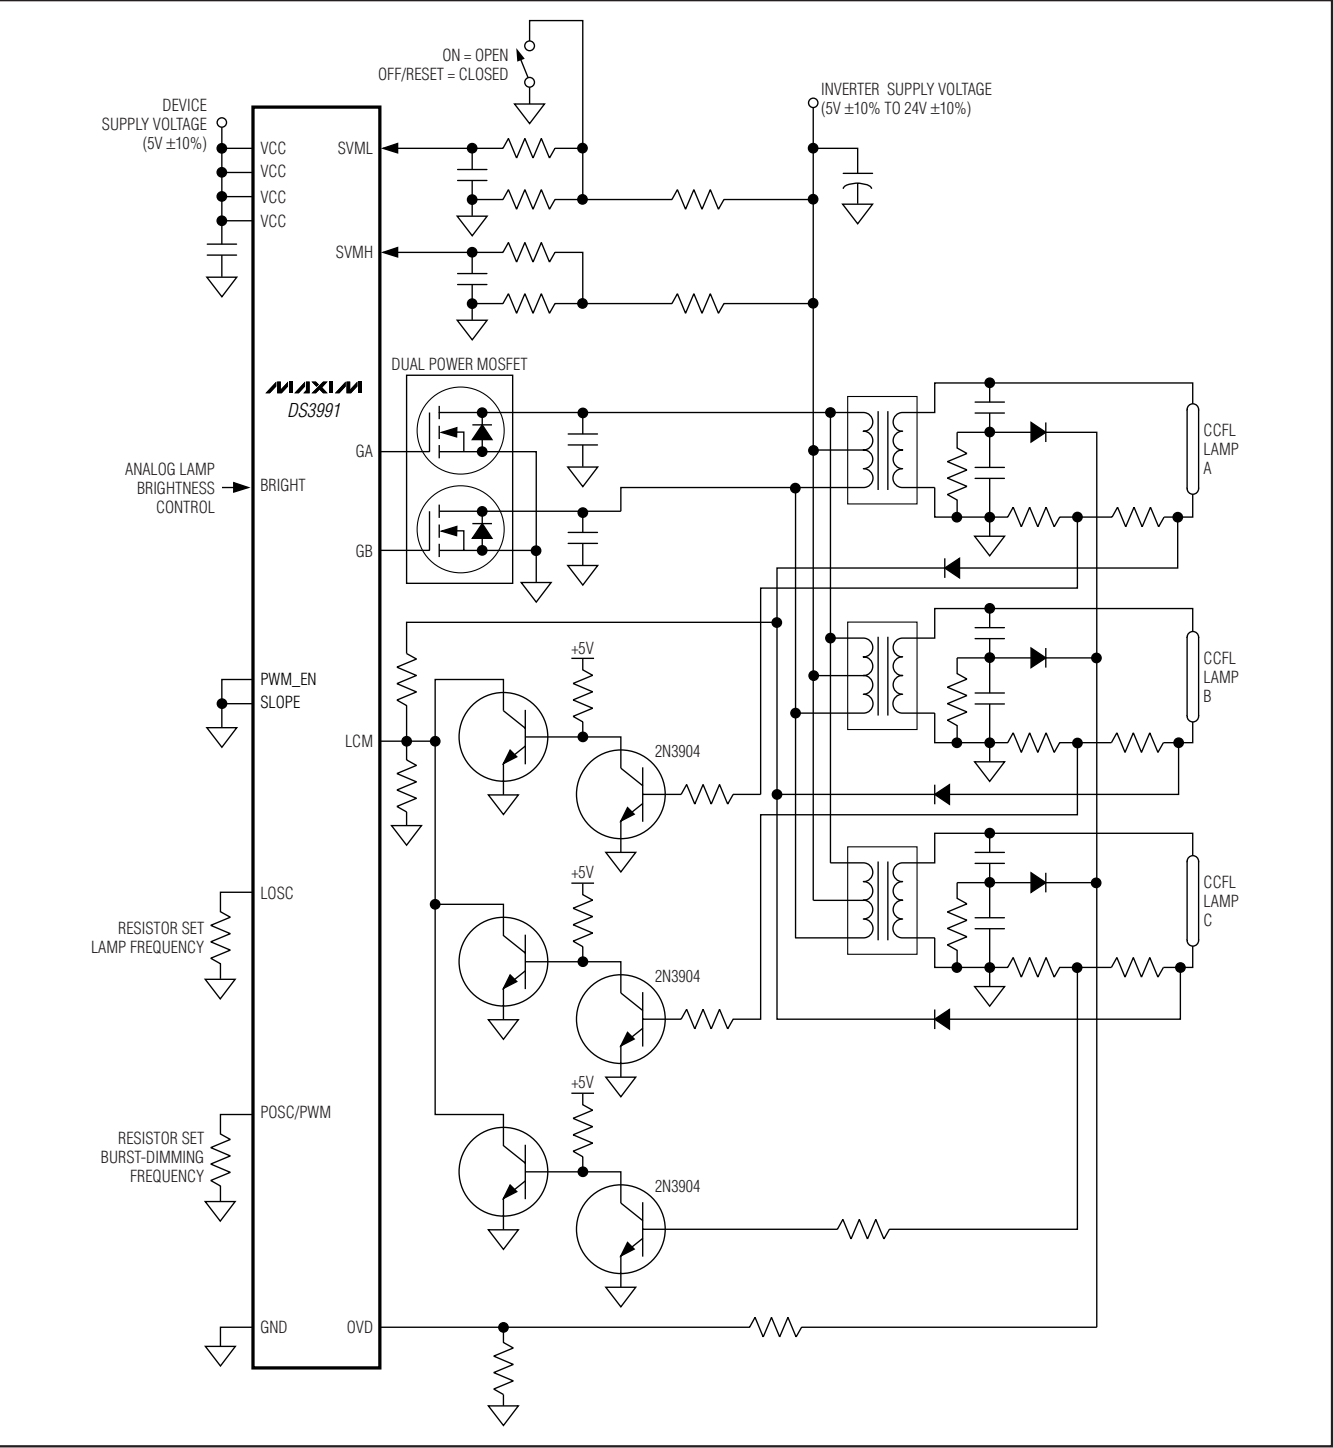 ON = OPEN
OFF/RESET = CLOSED
INVERTER SUPPLY VOLTAGE
(5V ±10% TO 24V ±10%)
DEVICE
SUPPLY VOLTAGE
(5V ±10%)
VCC
VCC
VCC
VCC
SVML
SVMH
DUAL POWER MOSFET
MAXIM
DS3991
GA
ANALOG LAMP
BRIGHTNESS
CONTROL
BRIGHT
GB
CCFL
LAMP
A
+5V
CCFL
LAMP
B
PWM_EN
SLOPE
LCM
2N3904
+5V
CCFL
LAMP
C
LOSC
RESISTOR SET
LAMP FREQUENCY
2N3904
+5V
POSC/PWM
RESISTOR SET
BURST-DIMMING
FREQUENCY
2N3904
GND
OVD